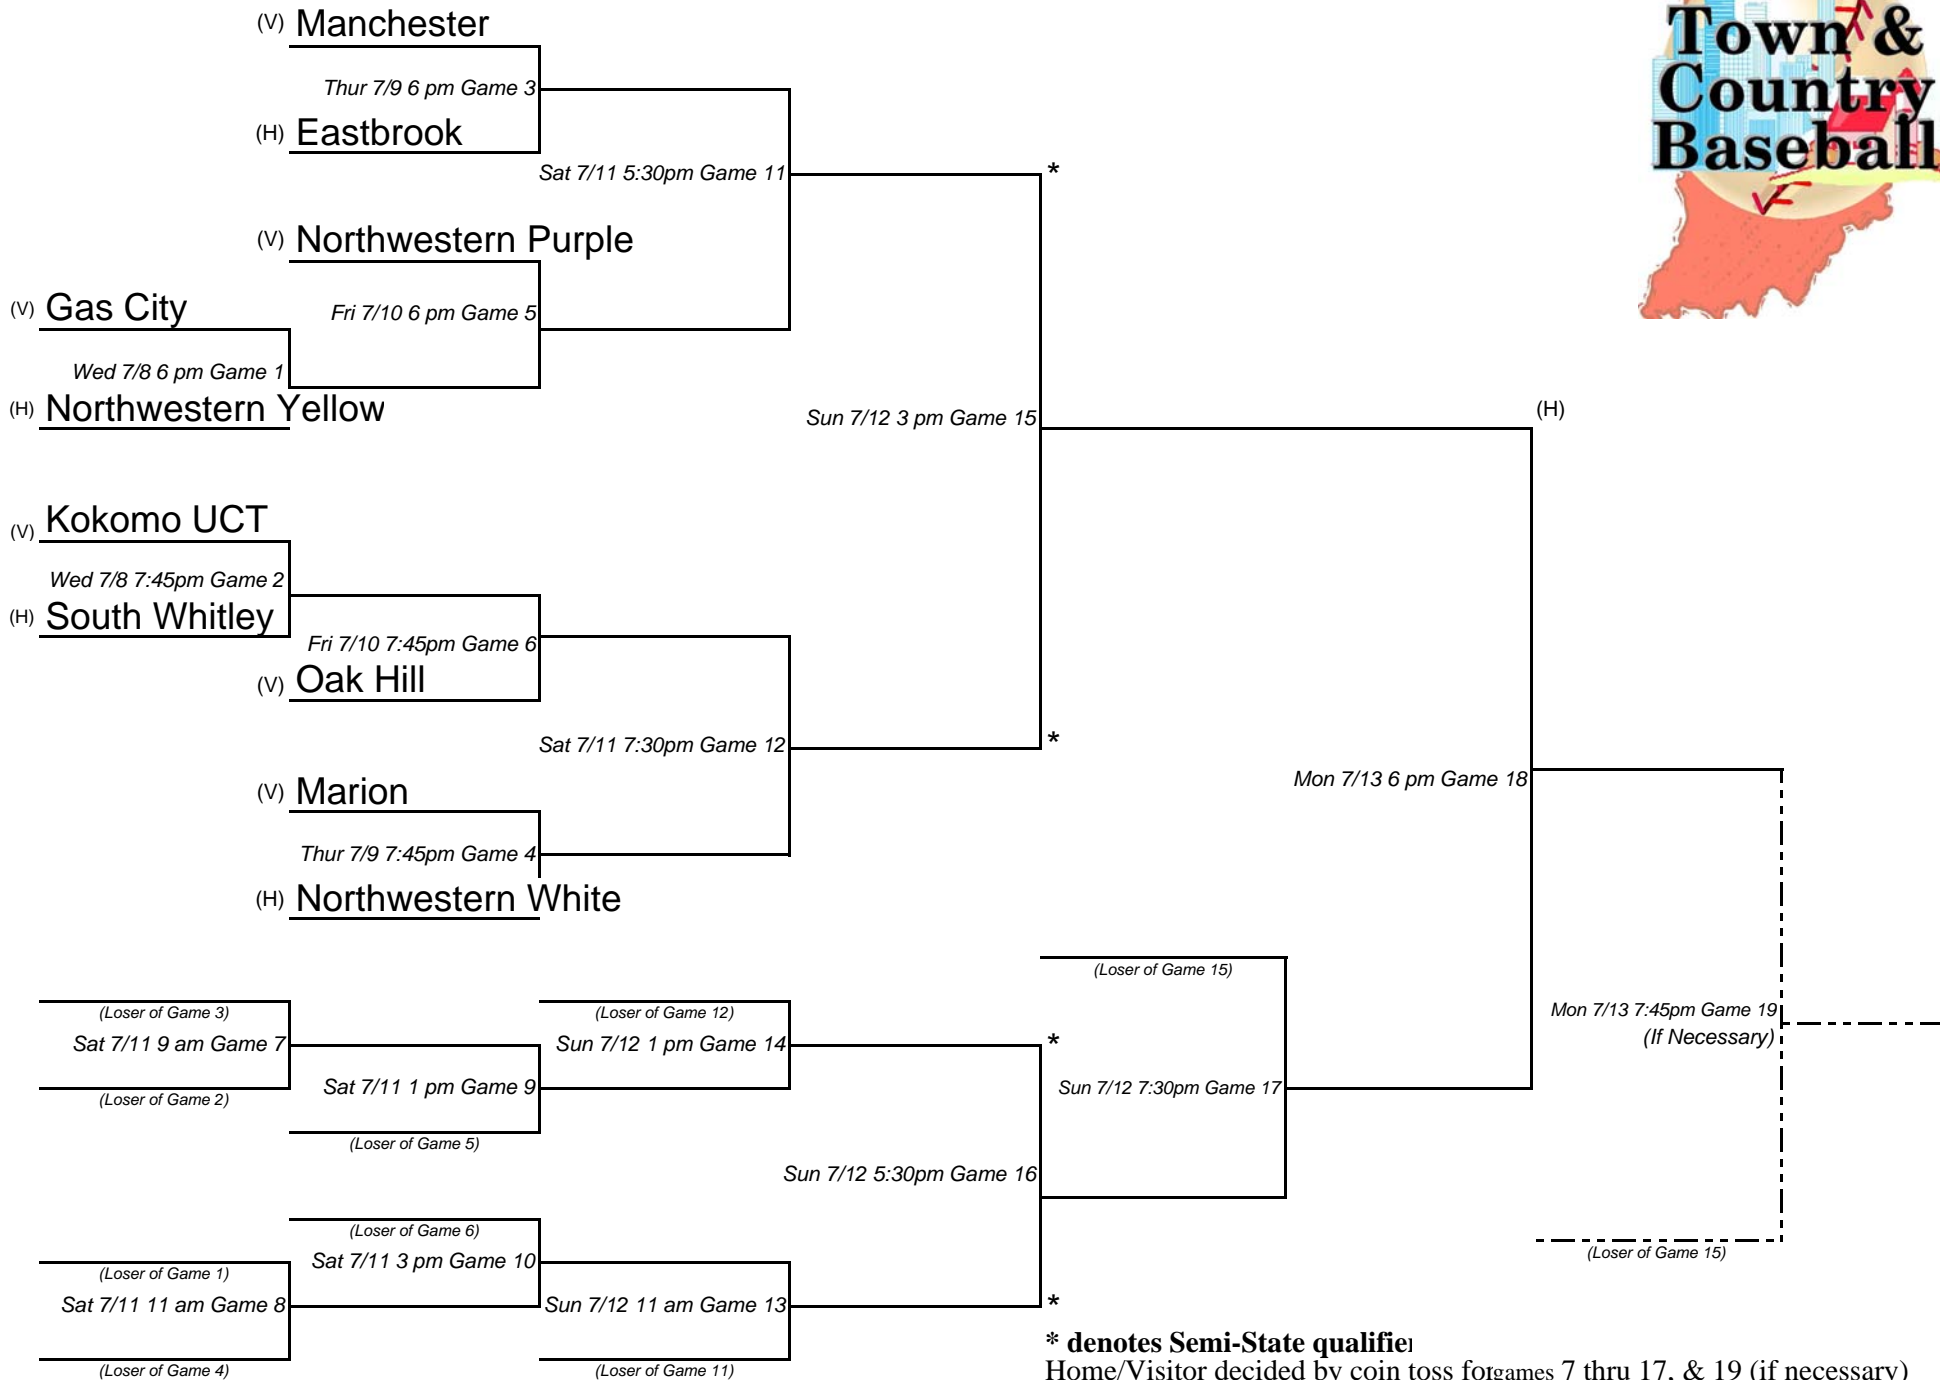 Town &
Country
Baseball
(V) Manchester
Thur 7/9 6 pm Game 3
(H) Eastbrook
Sat 7/11 5:30pm Game 11
*
(V) Northwestern Purple
(V) Gas City
Fri 7/10 6 pm Game 5
Wed 7/8 6 pm Game 1
(H) Northwestern Yellow
Sun 7/12 3 pm Game 15
(H)
(V) Kokomo UCT
Wed 7/8 7:45pm Game 2
(H) South Whitley
Fri 7/10 7:45pm Game 6
(V) Oak Hill
Sat 7/11 7:30pm Game 12
*
(V) Marion
Mon 7/13 6 pm Game 18
Thur 7/9 7:45pm Game 4
(H) Northwestern White
(Loser of Game 15)
(Loser of Game 3)
(Loser of Game 12)
Mon 7/13 7:45pm Game 19
(If Necessary)
Sat 7/11 9 am Game 7
Sun 7/12 1 pm Game 14
*
Sat 7/11 1 pm Game 9
Sun 7/12 7:30pm Game 17
(Loser of Game 2)
(Loser of Game 5)
Sun 7/12 5:30pm Game 16
(Loser of Game 6)
Sat 7/11 3 pm Game 10
(Loser of Game 15)
(Loser of Game 1)
Sat 7/11 11 am Game 8
Sun 7/12 11 am Game 13
*
* denotes Semi-State qualifier
(Loser of Game 4)
(Loser of Game 11)
Home/Visitor decided by coin toss for games 7 thru 17, & 19 (if necessary)